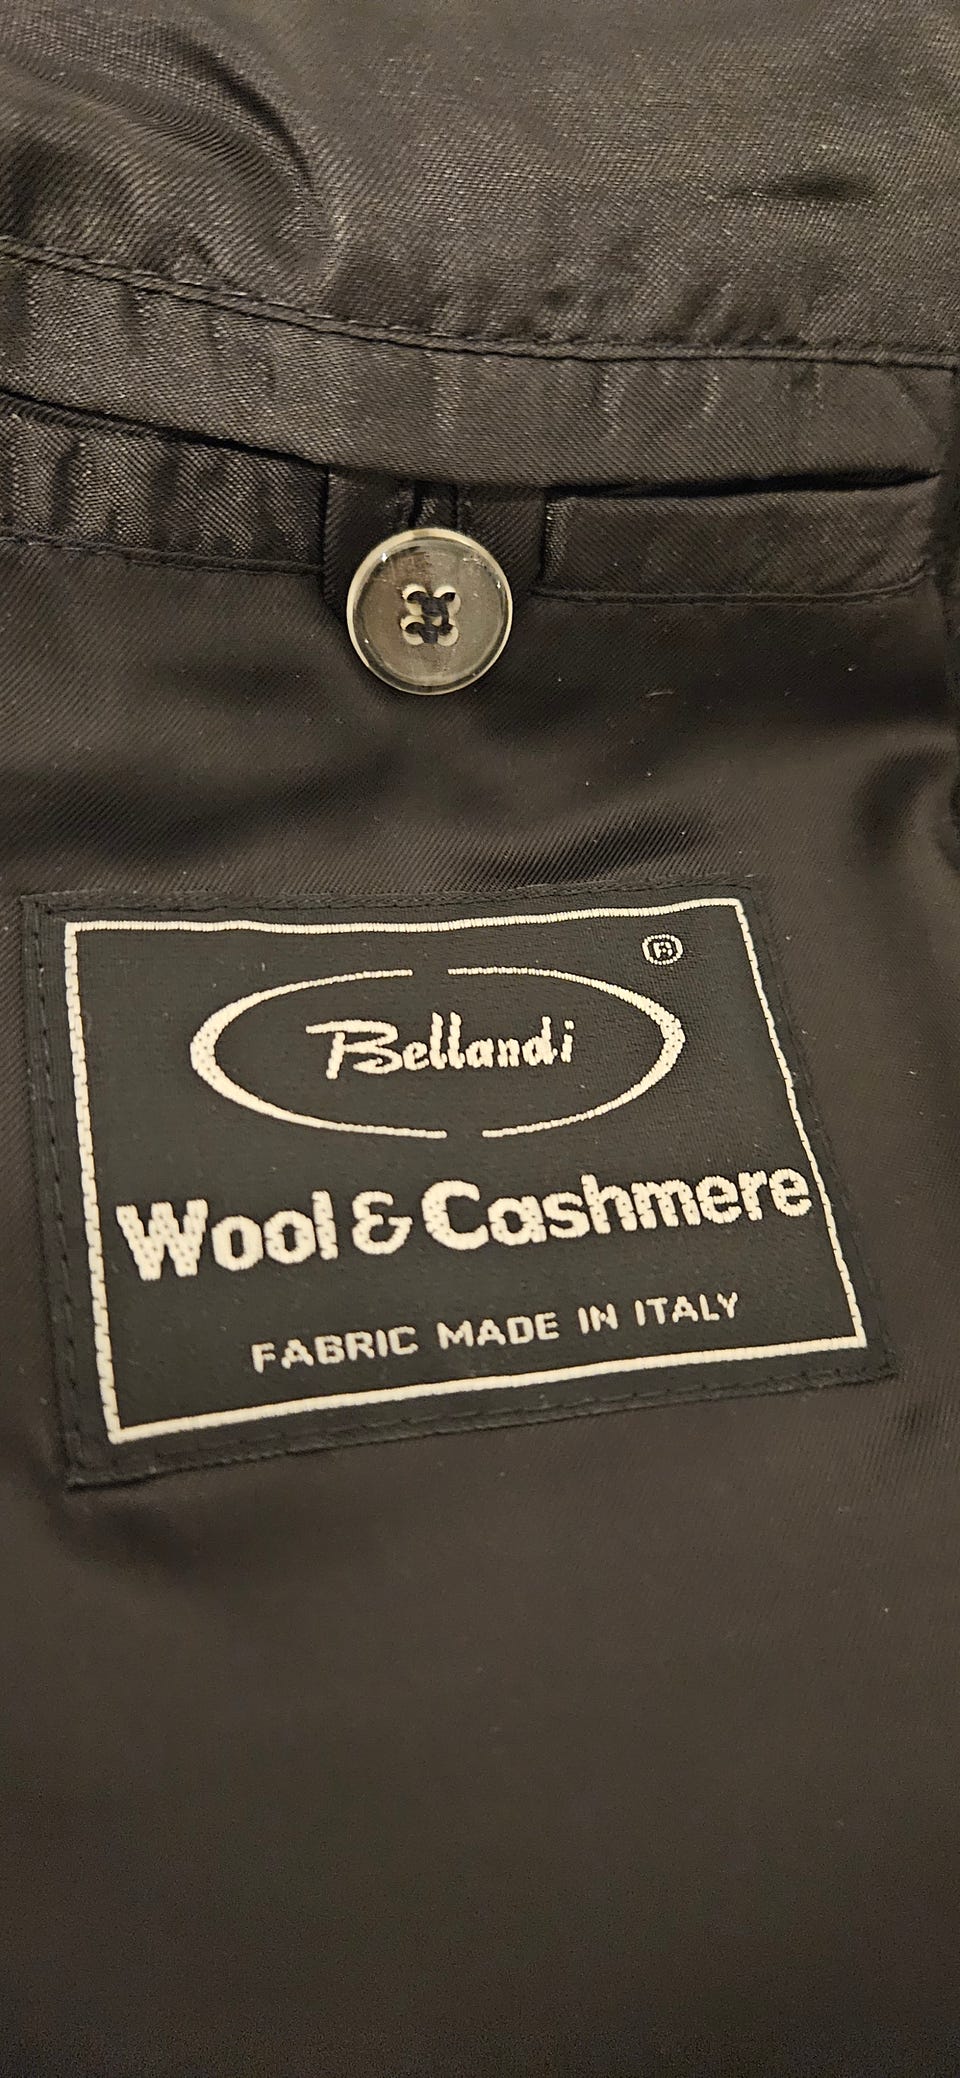 ®
Bellandi
Wool & Cashmere
FABRIC MADE IN ITALY